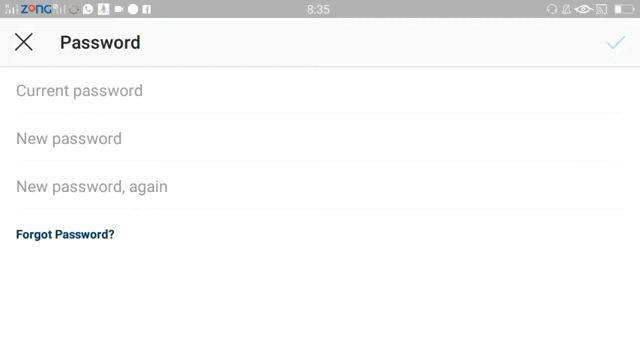 ZONG 8:35
Password
Current password
New password
New password, again
Forgot Password?